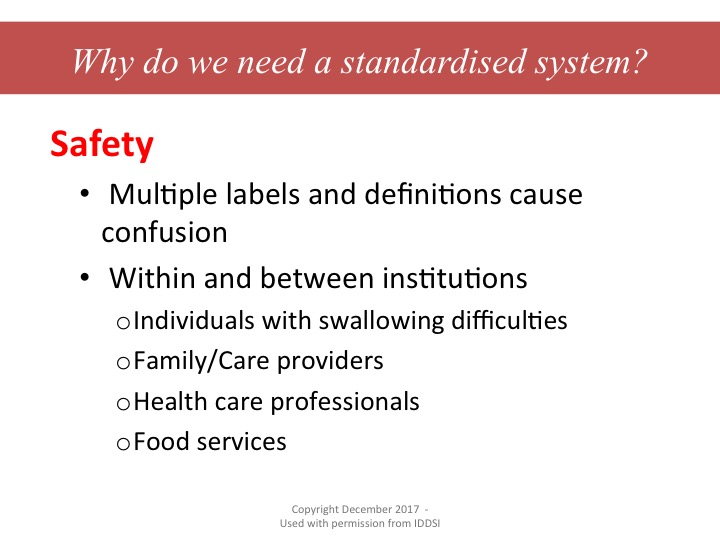 Why do we need a standardised system?
Safety
• Multiple labels and definitions cause
confusion
• Within and between institutions
o Individuals with swallowing difficulties
o Family/Care providers
o Health care professionals
o Food services
Copyright December 2017 -
Used with permission from IDDSI